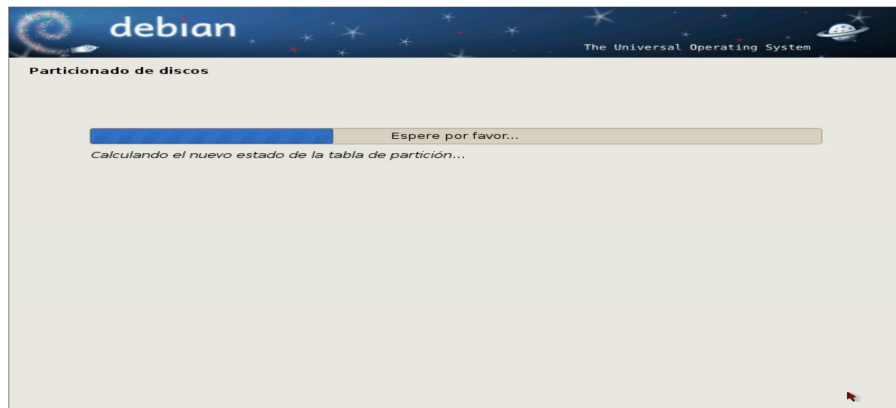 debian
The Universal Operating System
Particionado de discos
Espere por favor...
Calculando el nuevo estado de la tabla de partición...